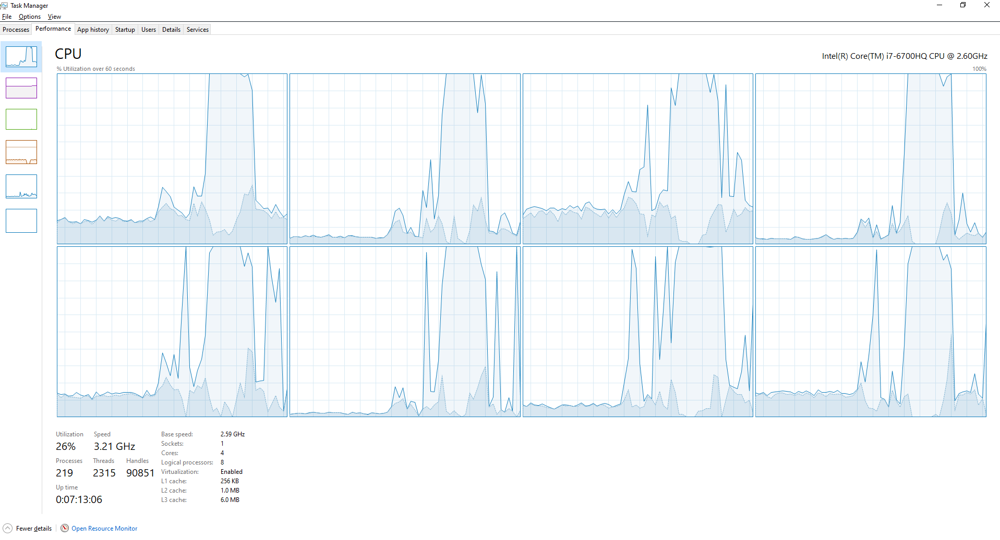 Task Manager
File Options View
Processes Performance App history Startup Users Details Services
CPU
Intel(R) Core(TM) i7-6700HQ CPU @ 2.60GHz
% Utilization over 60 seconds
100%
Utilization Speed
26% 3.21 GHz
Processes Threads Handles
219 2315 90851
Up time
0:07:13:06
Base speed: 2.59 GHz
Sockets: 1
Cores: 4
Logical processors: 8
Virtualization: Enabled
L1 cache: 256 KB
L2 cache: 1.0 MB
L3 cache: 6.0 MB
Fewer details
Open Resource Monitor